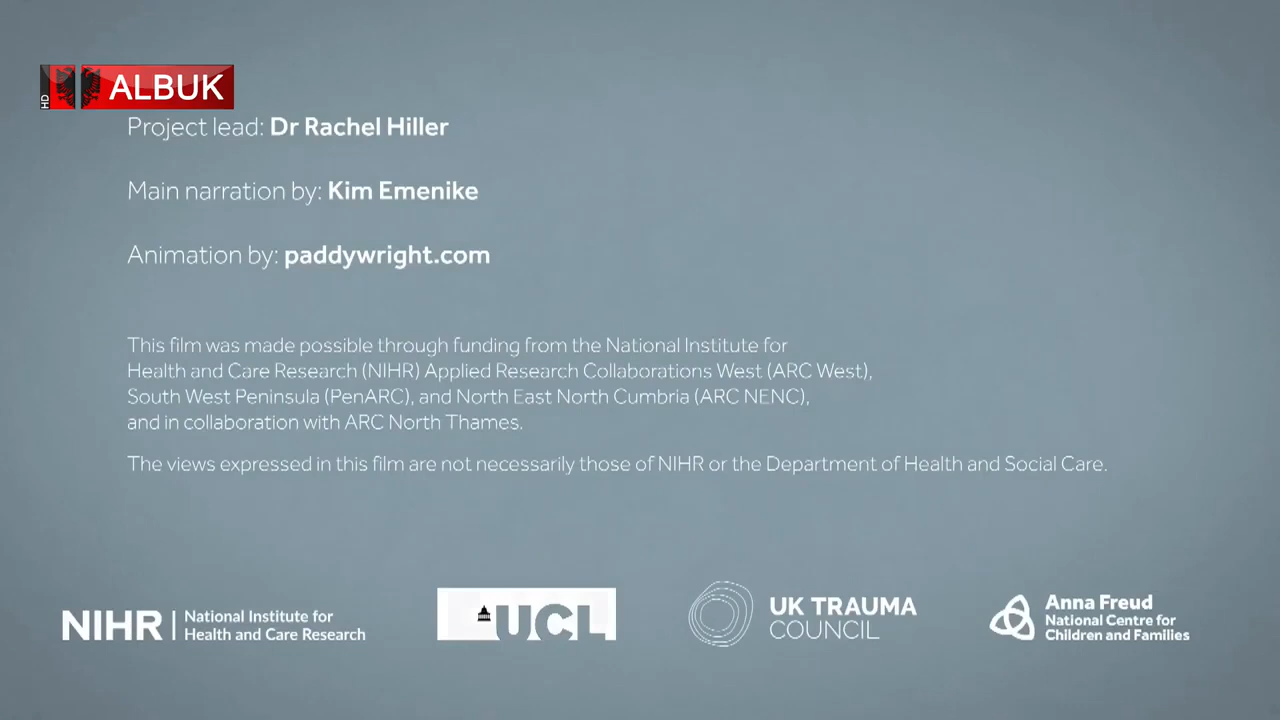 HD
ALBUK
Project lead: Dr Rachel Hiller
Main narration by: Kim Emenike
Animation by: paddywright.com
This film was made possible through funding from the National Institute for
Health and Care Research (NIHR) Applied Research Collaborations West (ARC West),
South West Peninsula (PenARC), and North East North Cumbria (ARC NENC),
and in collaboration with ARC North Thames.
The views expressed in this film are not necessarily those of NIHR or the Department of Health and Social Care.
NIHR
National Institute for
Health and Care Research
UCL
UK TRAUMA
COUNCIL
Anna Freud
National Centre for
Children and Families